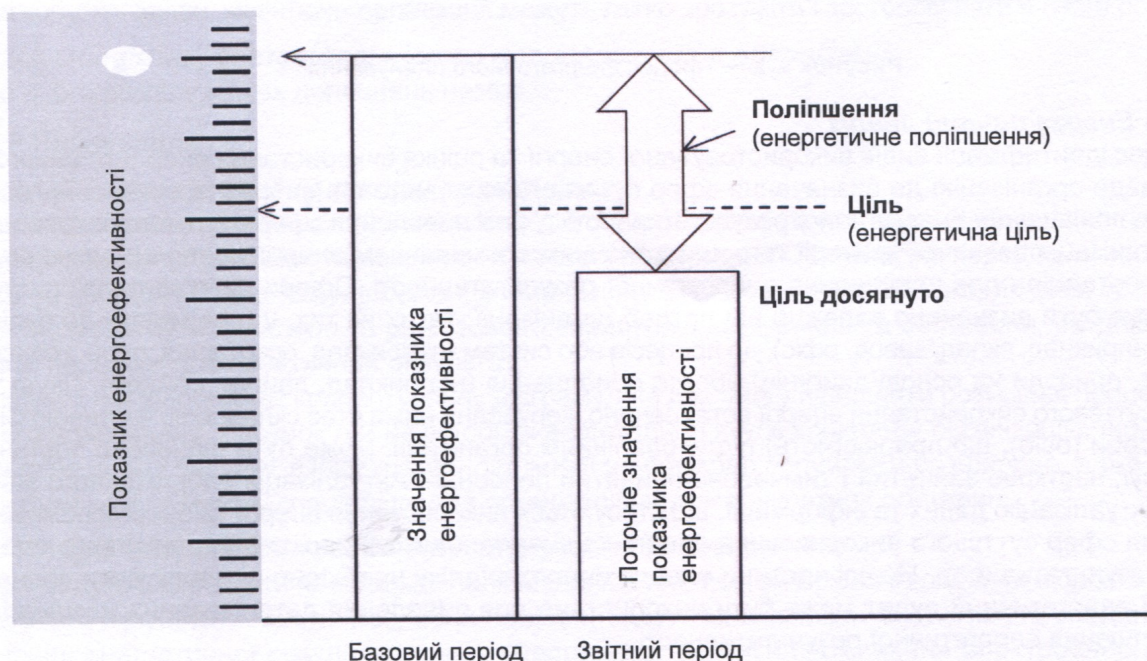 Показник енергоефективності
Значення показника
енергоефективності
Поліпшення
(енергетичне поліпшення)
Ціль
(енергетична ціль)
Ціль досягнуто
Поточне значення
показника
енергоефективності
Базовий період
Звітний період